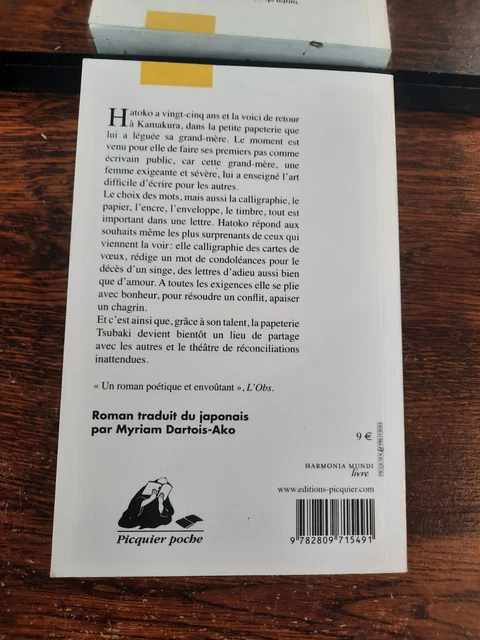 Hatoko a vingt-cinq ans et la voici de retour
à Kamakura, dans la petite papeterie que
lui a léguée sa grand-mère. Le moment est
venu pour elle de faire ses premiers pas comme
écrivain public, car cette grand-mère, une
femme exigeante et sévère, lui a enseigné l'art
difficile d'écrire pour les autres.
Le choix des mots, mais aussi la calligraphie, le
papier, l'encre, l'enveloppe, le timbre, tout est
important dans une lettre. Hatoko répond aux
souhaits même les plus surprenants de ceux qui
viennent la voir : elle calligraphie des cartes de
vœux, rédige un mot de condoléances pour le
décès d'un singe, des lettres d'adieu aussi bien
que d'amour. A toutes les exigences elle se plie
avec bonheur, pour résoudre un conflit, apaiser
un chagrin.
Et c'est ainsi que, grâce à son talent, la papeterie
Tsubaki devient bientôt un lieu de partage
avec les autres et le théâtre de réconciliations
inattendues.
« Un roman poétique et envoûtant », L'Obs.
Roman traduit du japonais
par Myriam Dartois-Ako
9 €
HARMONIA MUNDI
livre
www.editions-picquier.com
Picquier poche
9 782809 715491